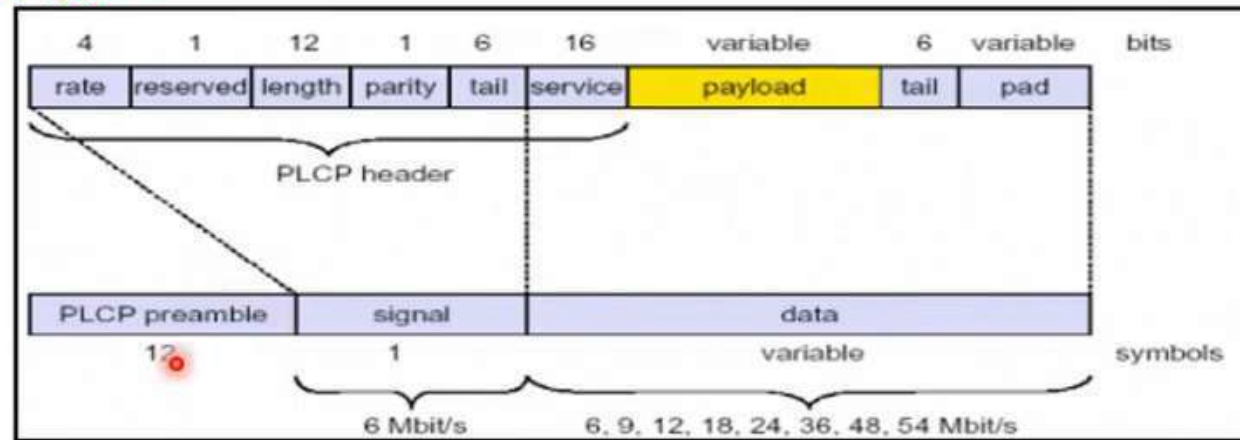 4 1 12 1 6 16 variable 6 variable bits
rate reserved length parity tail service payload tail pad
PLCP header
PLCP preamble signal data
12 1 variable symbols
6 Mbit/s 6, 9, 12, 18, 24, 36, 48, 54 Mbit/s